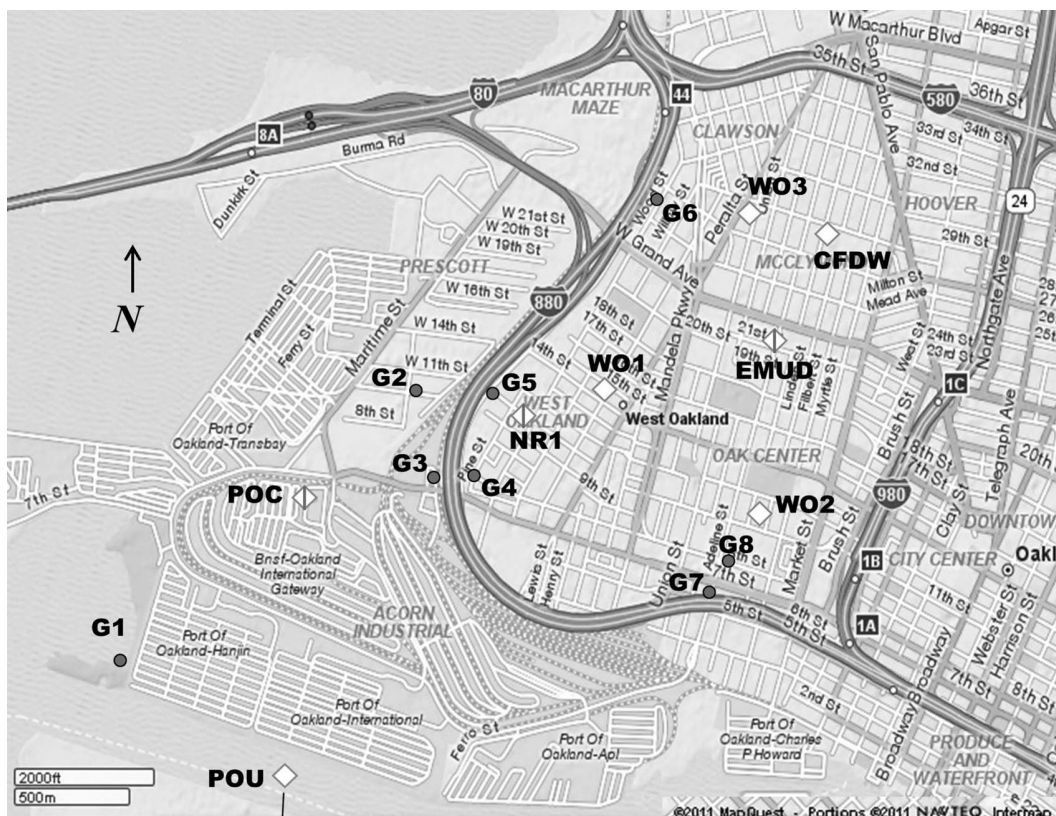 W Macarthur Blvd
Apgar St
35th St
San Pablo Ave
MACARTHUR
MAZE
80
44
580
36th St
34th St
33rd St
32nd St
8A
Burma Rd
CLAWSON
Dunkirk St
24
HOOVER
WO3
Peralta St
Wood St
G6
CFDW
29th St
W 21st St
W 20th St
W 19th St
W Grand Ave
MCCLY
N
PRESCOTT
Milton St
Mead Ave
Northgate Ave
W 16th St
880
Terminal St
Ferry St
Maritime St
W 14th St
18th St
17th St
Mandela Pkwy
20th St
21st
19th St
24th St
23rd St
West St
EMUD
14th St
WO1
Linden
Filbert
Myrtle St
1C
W 11th St
G2
G5
8th St
WEST
OAKLAND
West Oakland
Port Of
Oakland-Transbay
NR1
Brush St
18th St
17th St
Telegraph Ave
20th
G3
Pine St
G4
OAK CENTER
980
7th St
POC
9th St
WO2
Clay St
DOWNTOWN
Bnsf-Oakland
International
Gateway
Adeline St
G8
7th St
Market St
Brush St
1B
CITY CENTER
Oakl
Lewis St
Henry St
Union St
G7
11th St
ACORN
INDUSTRIAL
5th St
6th St
5th St
1A
Webster St
Harrison St
G1
Port Of
Oakland-Hanjin
Broadway
7th St
8th St
Port Of
Oakland-International
2nd St
Ferro St
Port Of
Oakland-Apl
Port Of
Oakland-Charles
P Howard
Broadway
PRODUCE
AND
WATERFRONT
POU
2000ft
500m
©2011 MapQuest - Portions ©2011 NAVTEQ, Intermap